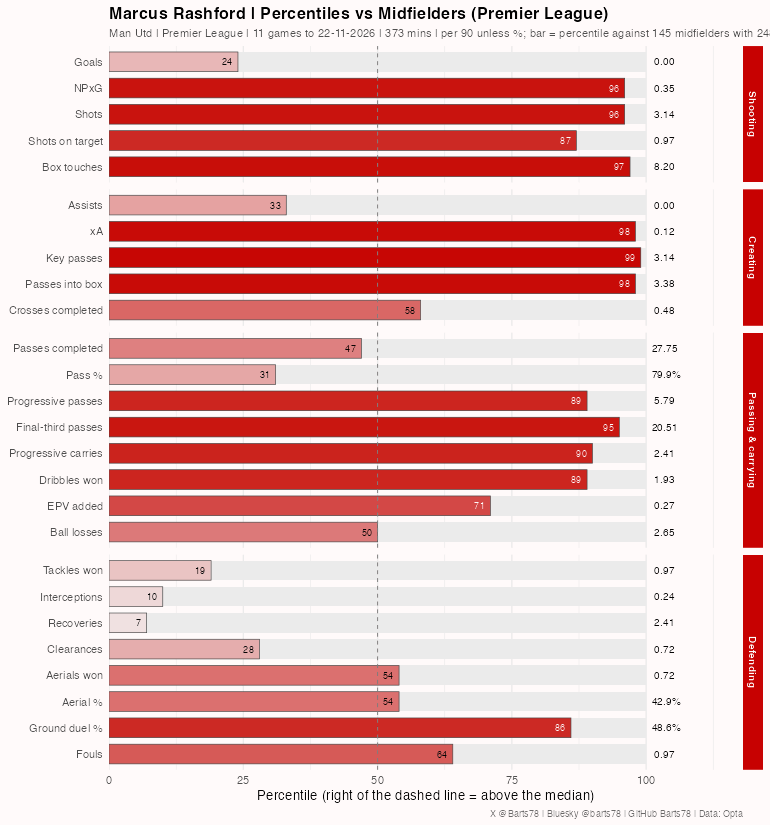 Marcus Rashford | Percentiles vs Midfielders (Premier League)
Man Utd | Premier League | 11 games to 22-11-2026 | 373 mins | per 90 unless %; bar = percentile against 145 midfielders with
Goals 24 0.00
NPxG 96 0.35
Shots 96 3.14
Shots on target 87 0.97
Box touches 97 8.20
Shooting
Assists 33 0.00
xA 98 0.12
Key passes 99 3.14
Passes into box 98 3.38
Crosses completed 58 0.48
Creating
Passes completed 47 27.75
Pass % 31 79.9%
Progressive passes 89 5.79
Final-third passes 95 20.51
Progressive carries 90 2.41
Dribbles won 89 1.93
EPV added 71 0.27
Ball losses 50 2.65
Passing & carrying
Tackles won 19 0.97
Interceptions 10 0.24
Recoveries 7 2.41
Clearances 28 0.72
Aerials won 54 0.72
Aerial % 54 42.9%
Ground duel % 86 48.6%
Fouls 64 0.97
Defending
0 25 50 75 100
Percentile (right of the dashed line = above the median)
X @Barts78 | Bluesky @barts78 | GitHub Barts78 | Data: Opta